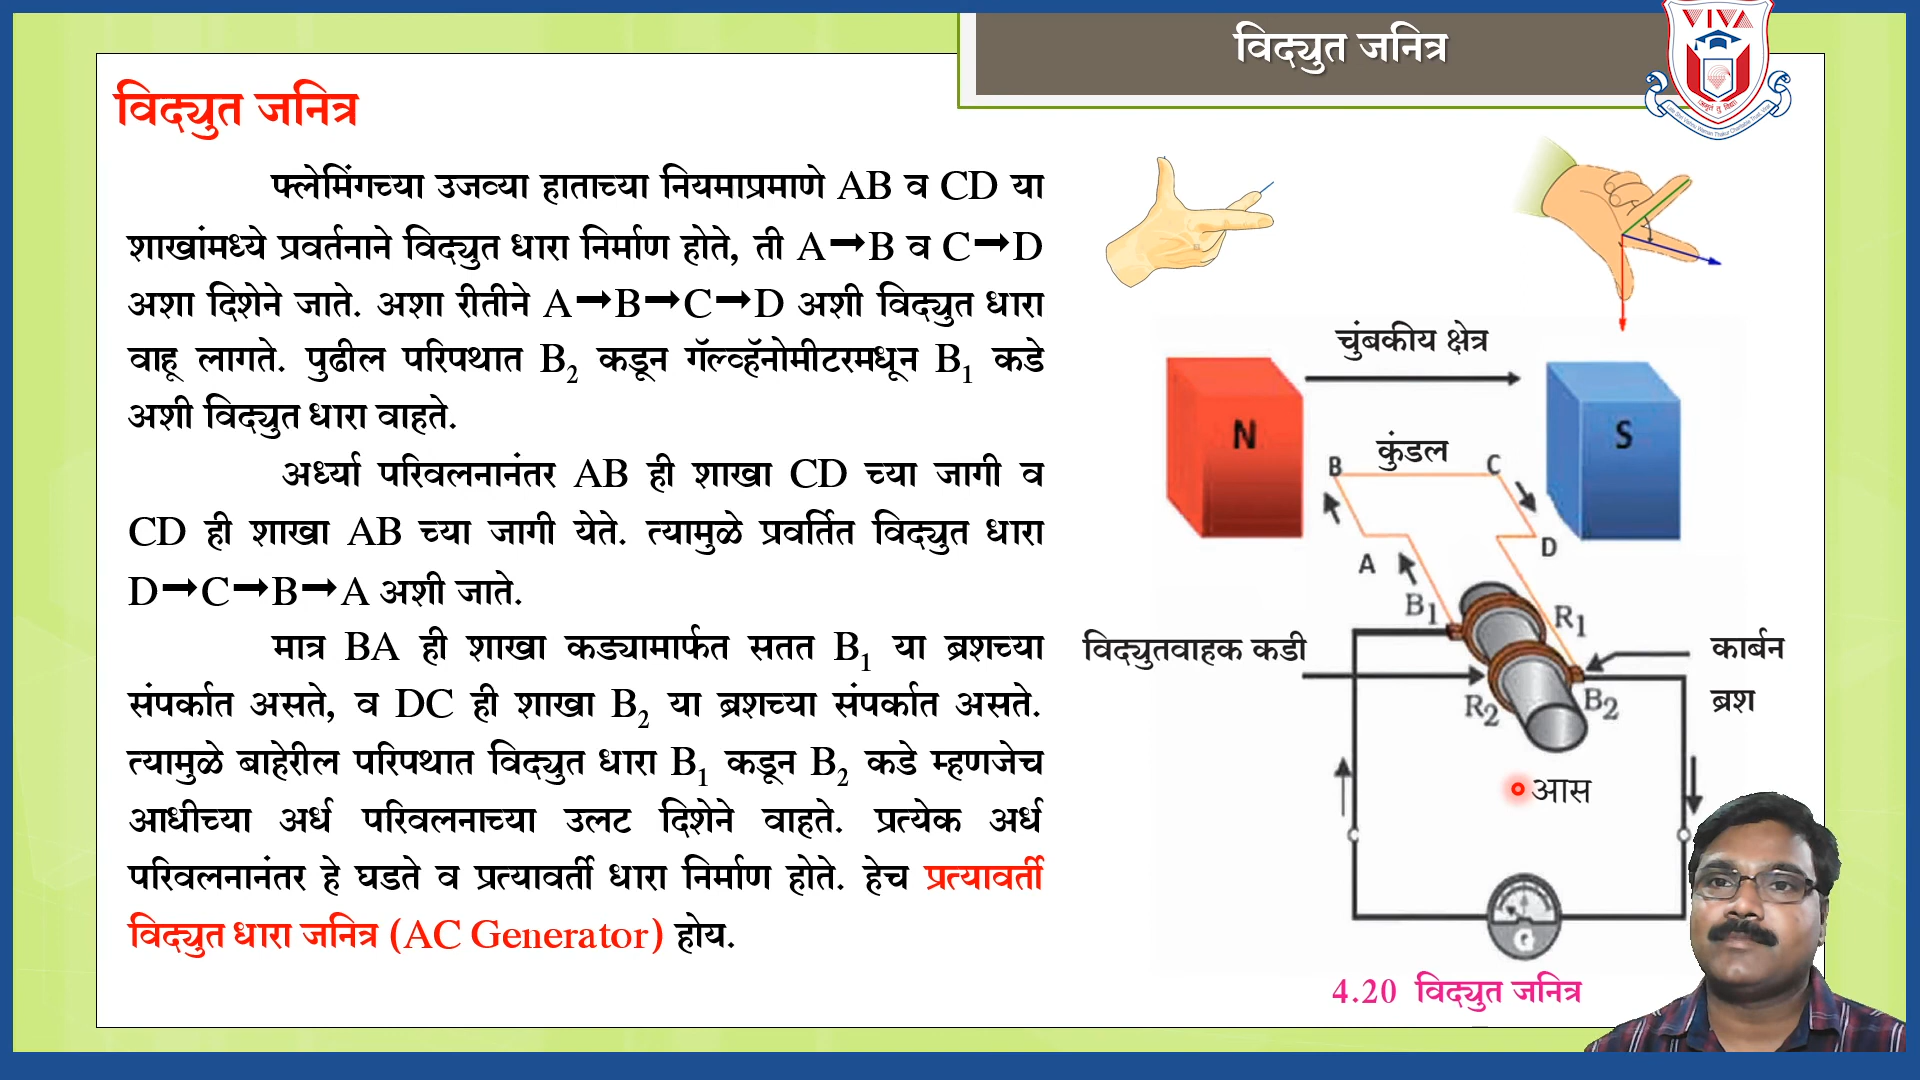 विद्युत जनित्र
VIVA
विद्युत जनित्र
फ्लेमिंगच्या उजव्या हाताच्या नियमाप्रमाणे AB व CD या
शाखांमध्ये प्रवर्तनाने विद्युत धारा निर्माण होते, ती A➞B व C➞D
अशा दिशेने जाते. अशा रीतीने A➞B➞C➞D अशी विद्युत धारा
वाहू लागते. पुढील परिपथात B₂ कडून गॅल्व्हॅनोमीटरमधून B₁ कडे
अशी विद्युत धारा वाहते.
अर्ध्या परिवलनानंतर AB ही शाखा CD च्या जागी व
CD ही शाखा AB च्या जागी येते. त्यामुळे प्रवर्तित विद्युत धारा
D➞C➞B➞A अशी जाते.
मात्र BA ही शाखा कड्यामार्फत सतत B₁ या ब्रशच्या
संपर्कात असते, व DC ही शाखा B₂ या ब्रशच्या संपर्कात असते.
त्यामुळे बाहेरील परिपथात विद्युत धारा B₁ कडून B₂ कडे म्हणजेच
आधीच्या अर्ध परिवलनाच्या उलट दिशेने वाहते. प्रत्येक अर्ध
परिवलनानंतर हे घडते व प्रत्यावर्ती धारा निर्माण होते. हेच प्रत्यावर्ती
विद्युत धारा जनित्र (AC Generator) होय.
चुंबकीय क्षेत्र
N
S
कुंडल
B
C
A
D
B₁
R₁
विद्युतवाहक कडी
कार्बन
ब्रश
R₂
B₂
आस
G
4.20 विद्युत जनित्र